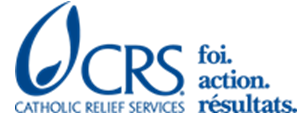 CRS
CATHOLIC RELIEF SERVICES
foi.
action.
résultats.